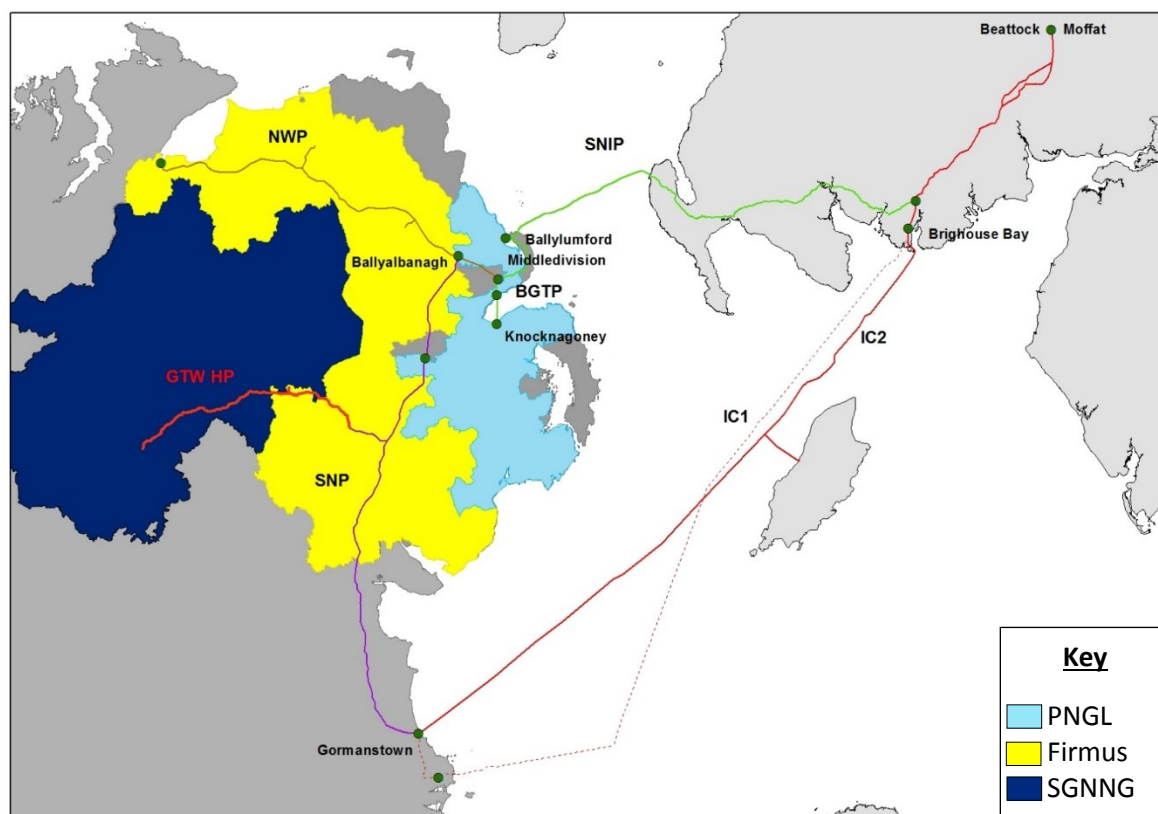 Beattock Moffat
NWP
SNIP
Ballylumford
Brighouse Bay
Ballyalbanagh
Middledivision
BGTP
Knocknagoney
IC2
GTW HP
IC1
SNP
Gormanstown
Key
PNGL
Firmus
SGNNG